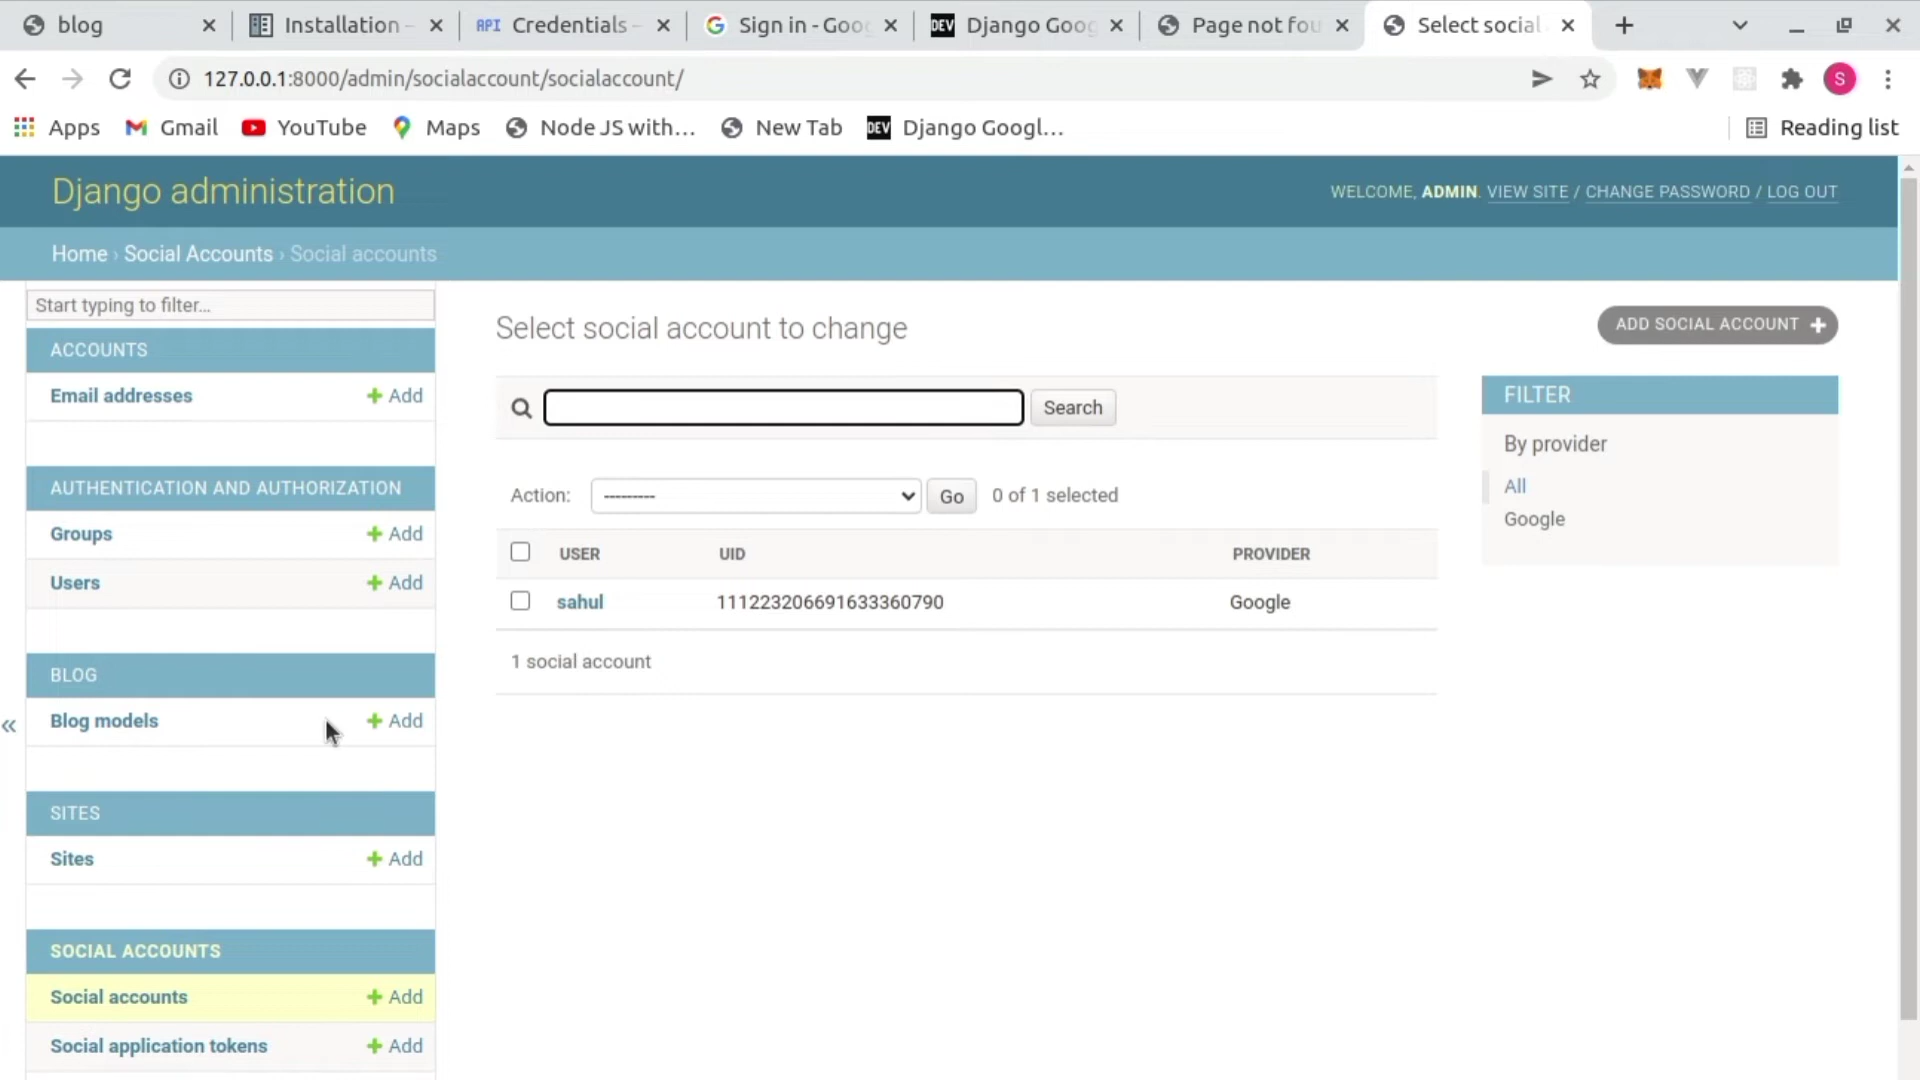 blog
Installation -
API Credentials -
Sign in - Goo
DEV Django Goog
Page not fou
Select social
127.0.0.1:8000/admin/socialaccount/socialaccount/
S
Apps
Gmail
YouTube
Maps
Node JS with...
New Tab
DEV Django Googl...
Reading list
Django administration
WELCOME, ADMIN. VIEW SITE / CHANGE PASSWORD / LOG OUT
Home › Social Accounts › Social accounts
Start typing to filter...
ACCOUNTS
Email addresses + Add
AUTHENTICATION AND AUTHORIZATION
Groups + Add
Users + Add
BLOG
Blog models + Add
«
SITES
Sites + Add
SOCIAL ACCOUNTS
Social accounts + Add
Social application tokens + Add
Select social account to change
ADD SOCIAL ACCOUNT +
Search
Action: --------- Go 0 of 1 selected
USER UID PROVIDER
sahul 111223206691633360790 Google
1 social account
FILTER
By provider
All
Google